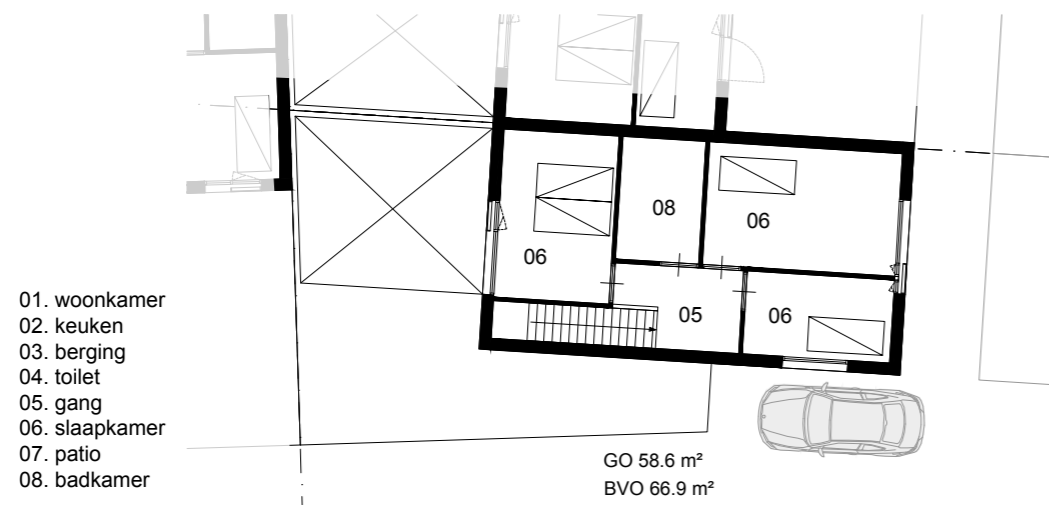 08
06
06
05
06
01. woonkamer
02. keuken
03. berging
04. toilet
05. gang
06. slaapkamer
07. patio
08. badkamer
GO 58.6 m²
BVO 66.9 m²